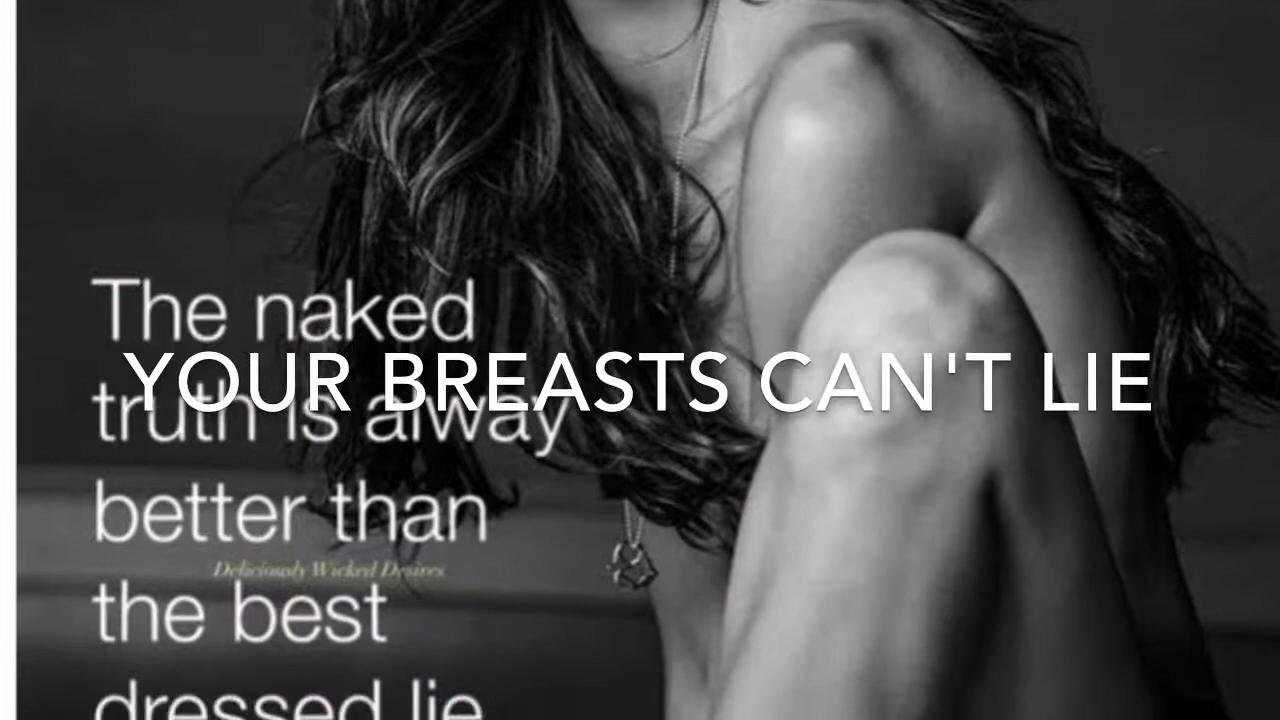 The naked
YOUR BREASTS CAN'T LIE
truth is alway
better than
Deliciously Wicked Desires
the best
dressed lie